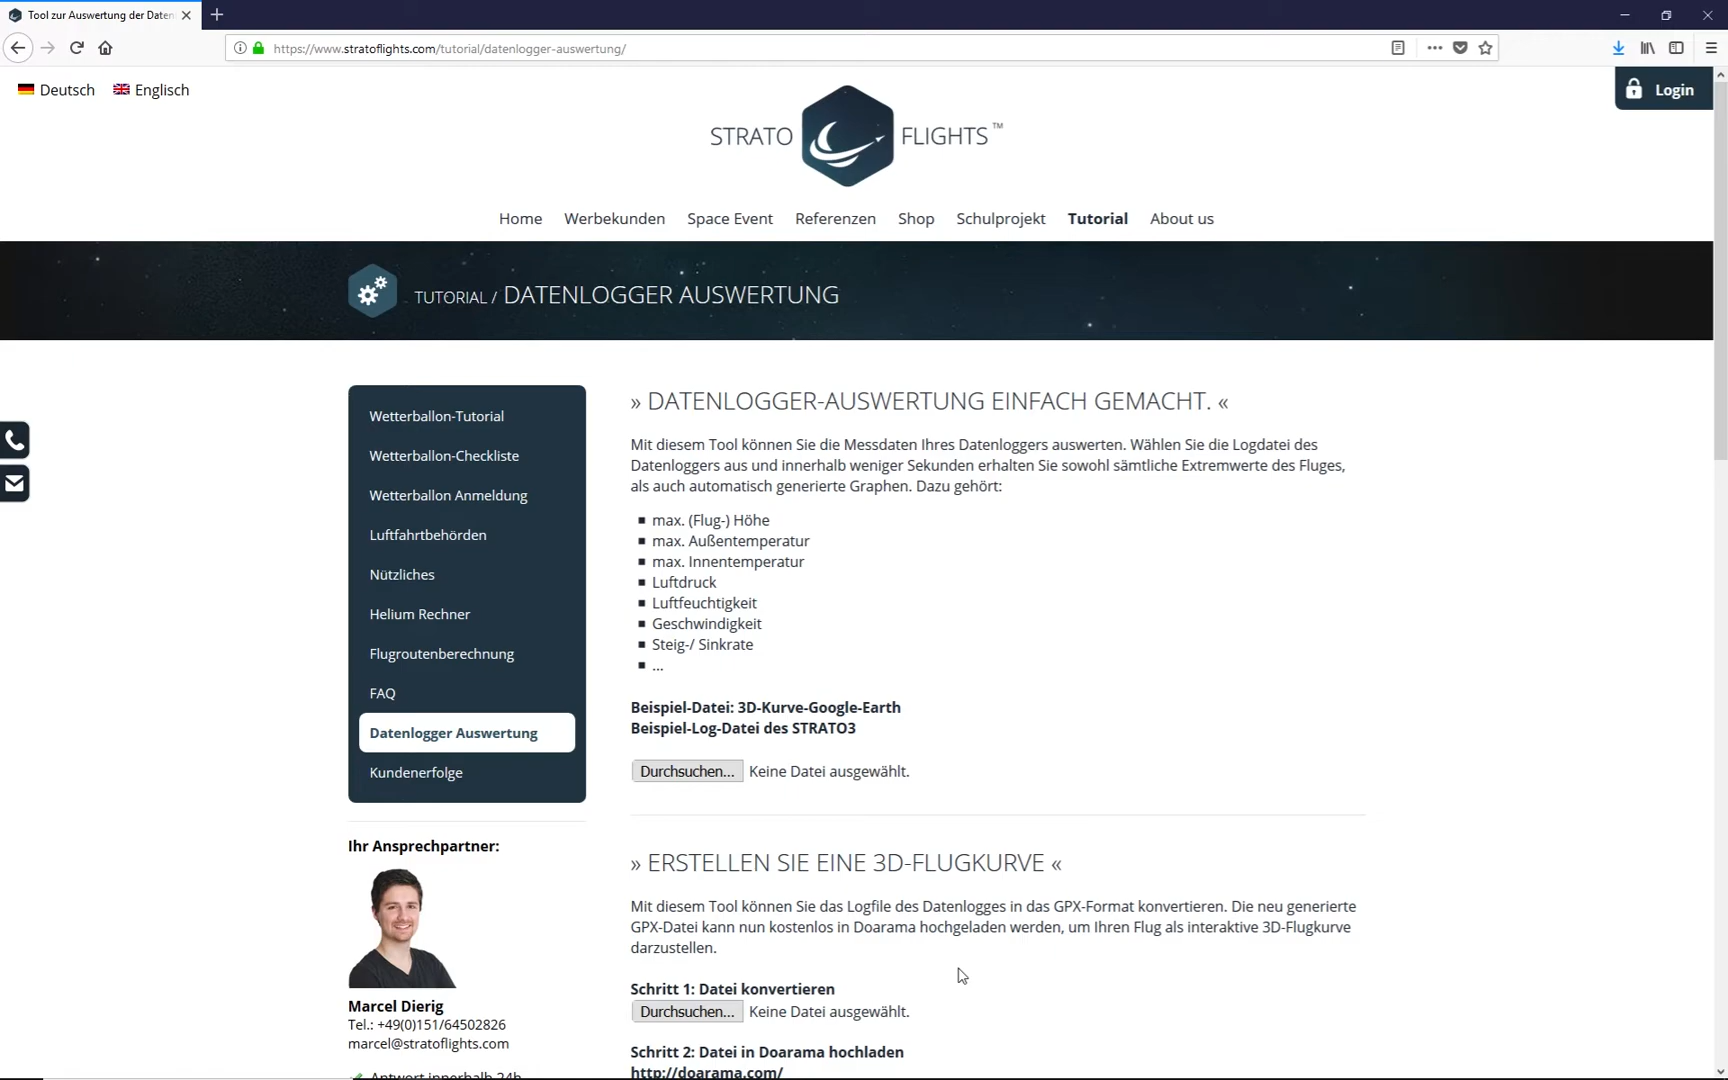 Tool zur Auswertung der Daten
https://www.stratoflights.com/tutorial/datenlogger-auswertung/
Deutsch Englisch
Login
STRATO FLIGHTS™
Home Werbekunden Space Event Referenzen Shop Schulprojekt Tutorial About us
TUTORIAL / DATENLOGGER AUSWERTUNG
Wetterballon-Tutorial
Wetterballon-Checkliste
Wetterballon Anmeldung
Luftfahrtbehörden
Nützliches
Helium Rechner
Flugroutenberechnung
FAQ
Datenlogger Auswertung
Kundenerfolge
Ihr Ansprechpartner:
Marcel Dierig
Tel.: +49(0)151/64502826
marcel@stratoflights.com
Antwort innerhalb 24h
» DATENLOGGER-AUSWERTUNG EINFACH GEMACHT. «
Mit diesem Tool können Sie die Messdaten Ihres Datenloggers auswerten. Wählen Sie die Logdatei des
Datenloggers aus und innerhalb weniger Sekunden erhalten Sie sowohl sämtliche Extremwerte des Fluges,
als auch automatisch generierte Graphen. Dazu gehört:
▪ max. (Flug-) Höhe
▪ max. Außentemperatur
▪ max. Innentemperatur
▪ Luftdruck
▪ Luftfeuchtigkeit
▪ Geschwindigkeit
▪ Steig-/ Sinkrate
▪ ...
Beispiel-Datei: 3D-Kurve-Google-Earth
Beispiel-Log-Datei des STRATO3
Durchsuchen... Keine Datei ausgewählt.
» ERSTELLEN SIE EINE 3D-FLUGKURVE «
Mit diesem Tool können Sie das Logfile des Datenlogges in das GPX-Format konvertieren. Die neu generierte
GPX-Datei kann nun kostenlos in Doarama hochgeladen werden, um Ihren Flug als interaktive 3D-Flugkurve
darzustellen.
Schritt 1: Datei konvertieren
Durchsuchen... Keine Datei ausgewählt.
Schritt 2: Datei in Doarama hochladen
http://doarama.com/